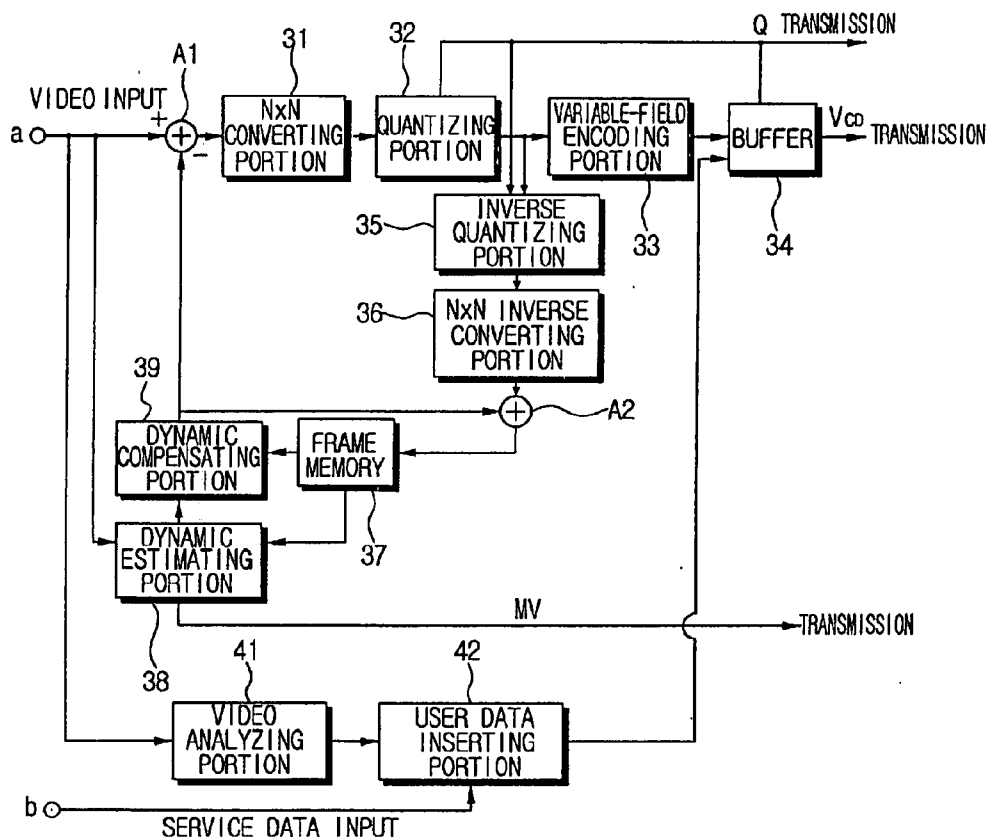 Q TRANSMISSION
A1
31
32
VIDEO INPUT
a
+
-
NxN
CONVERTING
PORTION
QUANTIZING
PORTION
VARIABLE-FIELD
ENCODING
PORTION
BUFFER
VCD
TRANSMISSION
35
INVERSE
QUANTIZING
PORTION
33
34
36
NxN INVERSE
CONVERTING
PORTION
39
A2
DYNAMIC
COMPENSATING
PORTION
FRAME
MEMORY
37
DYNAMIC
ESTIMATING
PORTION
38
MV
TRANSMISSION
41
42
VIDEO
ANALYZING
PORTION
USER DATA
INSERTING
PORTION
b
SERVICE DATA INPUT